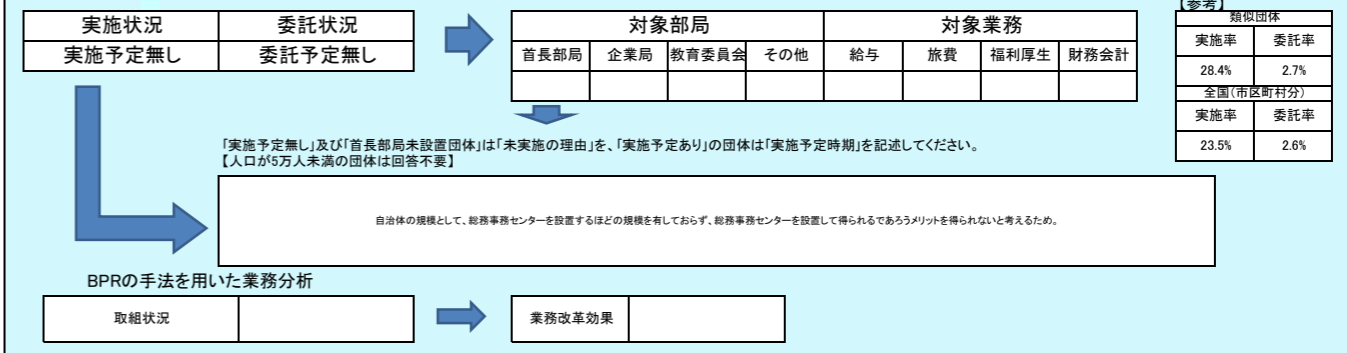 【参考】
実施状況 委託状況 対象部局 対象業務 類似団体
実施予定無し 委託予定無し 首長部局 企業局 教育委員会 その他 給与 旅費 福利厚生 財務会計 実施率 委託率
28.4% 2.7%
全国(市区町村分)
実施率 委託率
23.5% 2.6%
「実施予定無し」及び「首長部局未設置団体」は「未実施の理由」を、「実施予定あり」の団体は「実施予定時期」を記述してください。
【人口が5万人未満の団体は回答不要】
自治体の規模として、総務事務センターを設置するほどの規模を有しておらず、総務事務センターを設置して得られるであろうメリットを得られないと考えるため。
BPRの手法を用いた業務分析
取組状況 業務改革効果